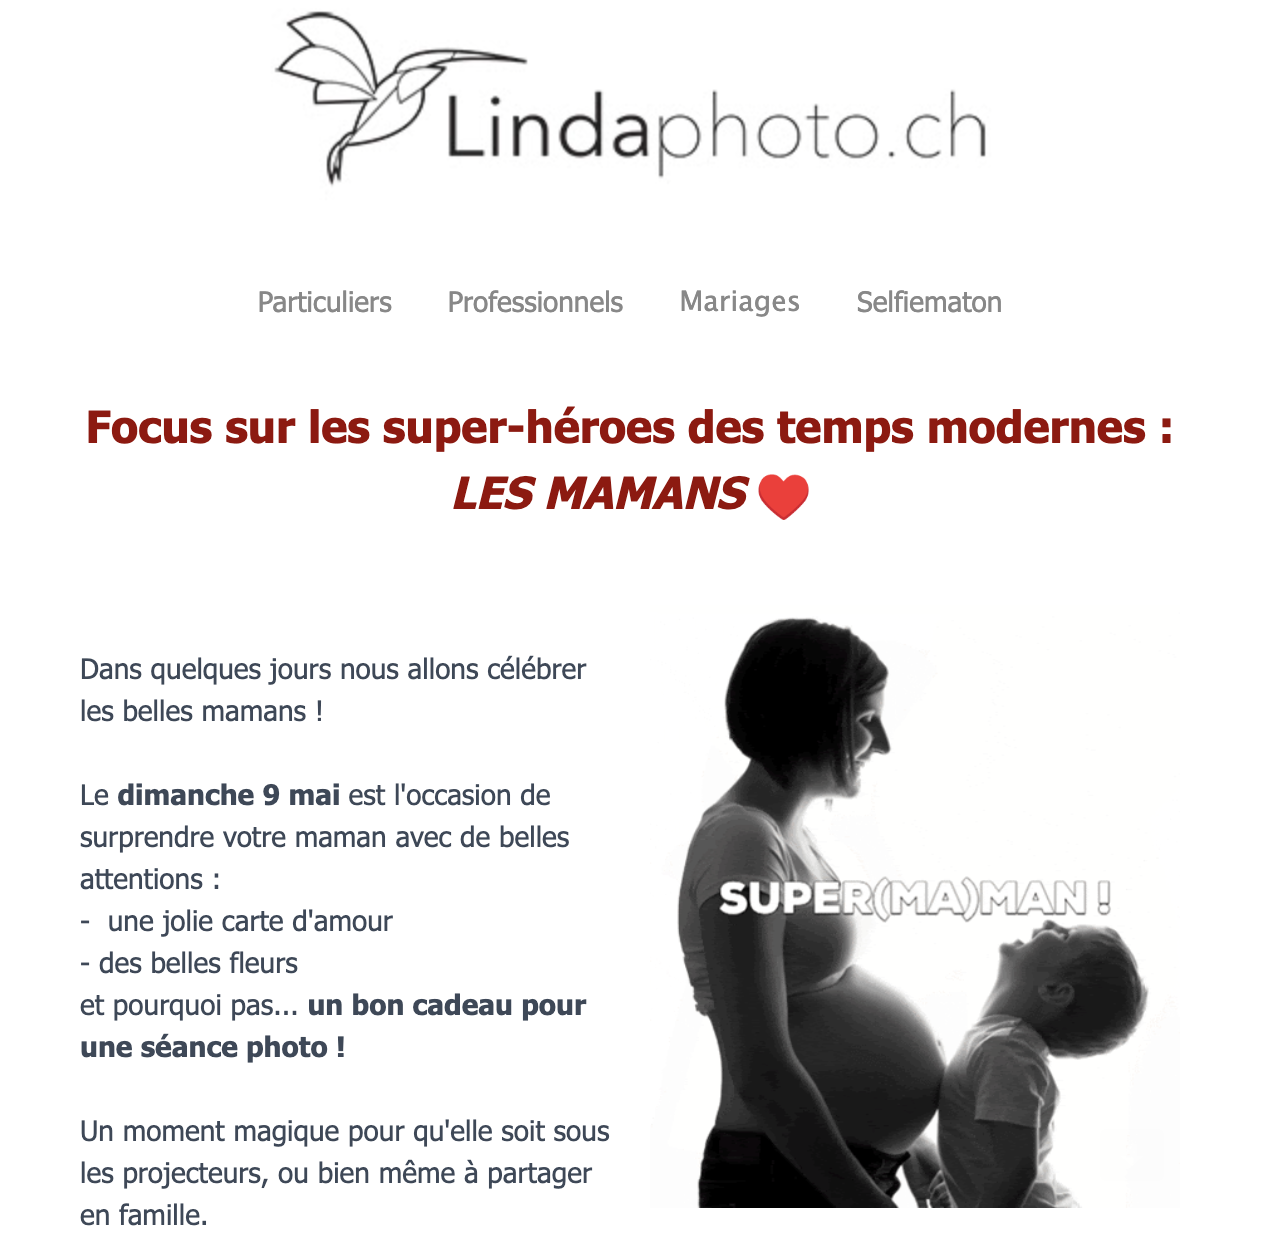 Lindaphoto.ch
Particuliers Professionnels Mariages Selfiematon
Focus sur les super-héroes des temps modernes :
LES MAMANS ❤️
Dans quelques jours nous allons célébrer
les belles mamans !
Le dimanche 9 mai est l'occasion de
surprendre votre maman avec de belles
attentions :
-  une jolie carte d'amour
- des belles fleurs
et pourquoi pas... un bon cadeau pour
une séance photo !
Un moment magique pour qu'elle soit sous
les projecteurs, ou bien même à partager
en famille.
SUPER(MA)MAN !